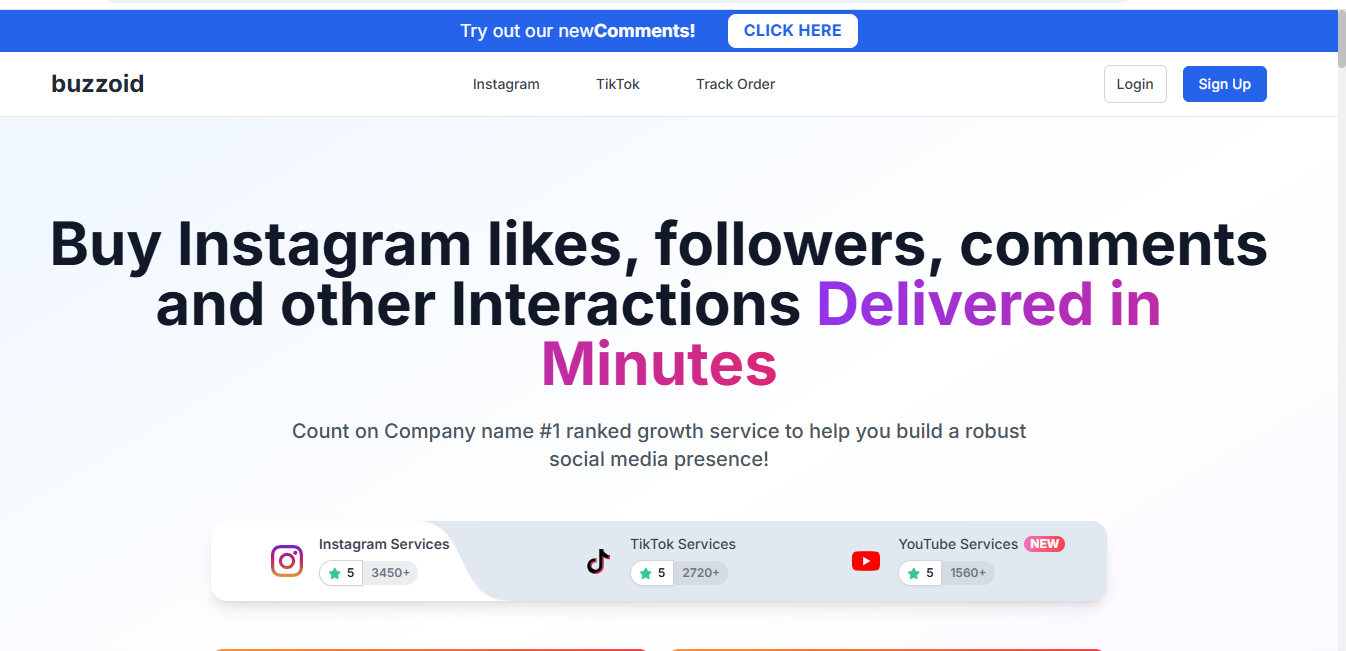 Try out our newComments! CLICK HERE
buzzoid Instagram TikTok Track Order Login Sign Up
Buy Instagram likes, followers, comments
and other Interactions Delivered in
Minutes
Count on Company name #1 ranked growth service to help you build a robust
social media presence!
Instagram Services TikTok Services YouTube Services NEW
5 3450+ 5 2720+ 5 1560+